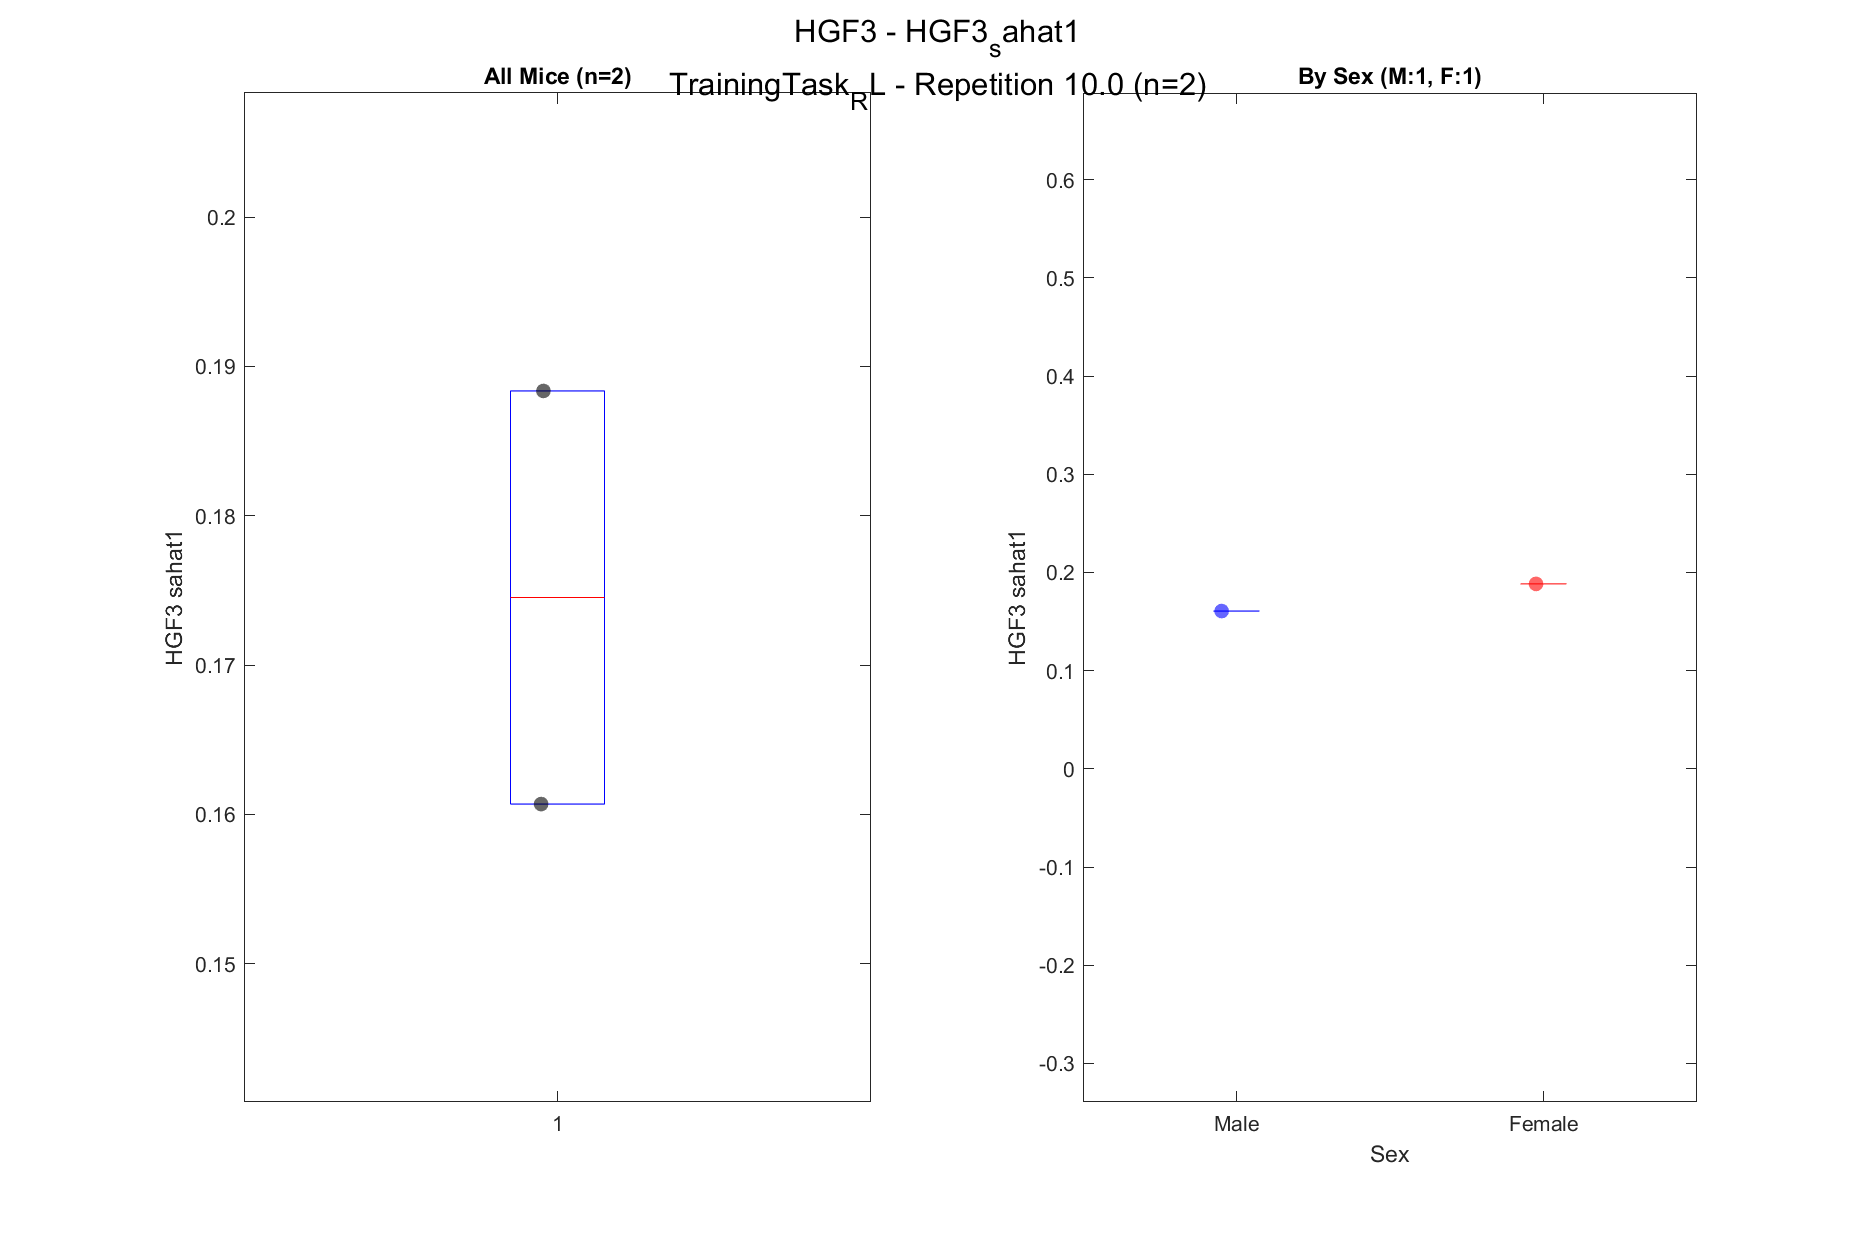 HGF3 - HGF3_sahat1
TrainingTask_RL - Repetition 10.0 (n=2)
All Mice (n=2)
0.2
0.19
0.18
0.17
0.16
0.15
HGF3 sahat1
1
By Sex (M:1, F:1)
0.6
0.5
0.4
0.3
0.2
0.1
0
-0.1
-0.2
-0.3
HGF3 sahat1
Male Female
Sex